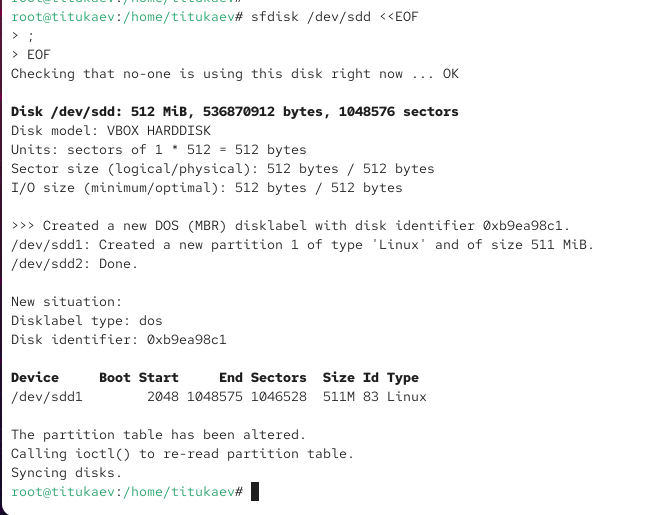 root@titukaev:/home/titukaev#
root@titukaev:/home/titukaev# sfdisk /dev/sdd <<EOF
> ;
> EOF
Checking that no-one is using this disk right now ... OK
Disk /dev/sdd: 512 MiB, 536870912 bytes, 1048576 sectors
Disk model: VBOX HARDDISK
Units: sectors of 1 * 512 = 512 bytes
Sector size (logical/physical): 512 bytes / 512 bytes
I/O size (minimum/optimal): 512 bytes / 512 bytes
>>> Created a new DOS (MBR) disklabel with disk identifier 0xb9ea98c1.
/dev/sdd1: Created a new partition 1 of type 'Linux' and of size 511 MiB.
/dev/sdd2: Done.
New situation:
Disklabel type: dos
Disk identifier: 0xb9ea98c1
Device     Boot Start     End Sectors  Size Id Type
/dev/sdd1        2048 1048575 1046528  511M 83 Linux
The partition table has been altered.
Calling ioctl() to re-read partition table.
Syncing disks.
root@titukaev:/home/titukaev#